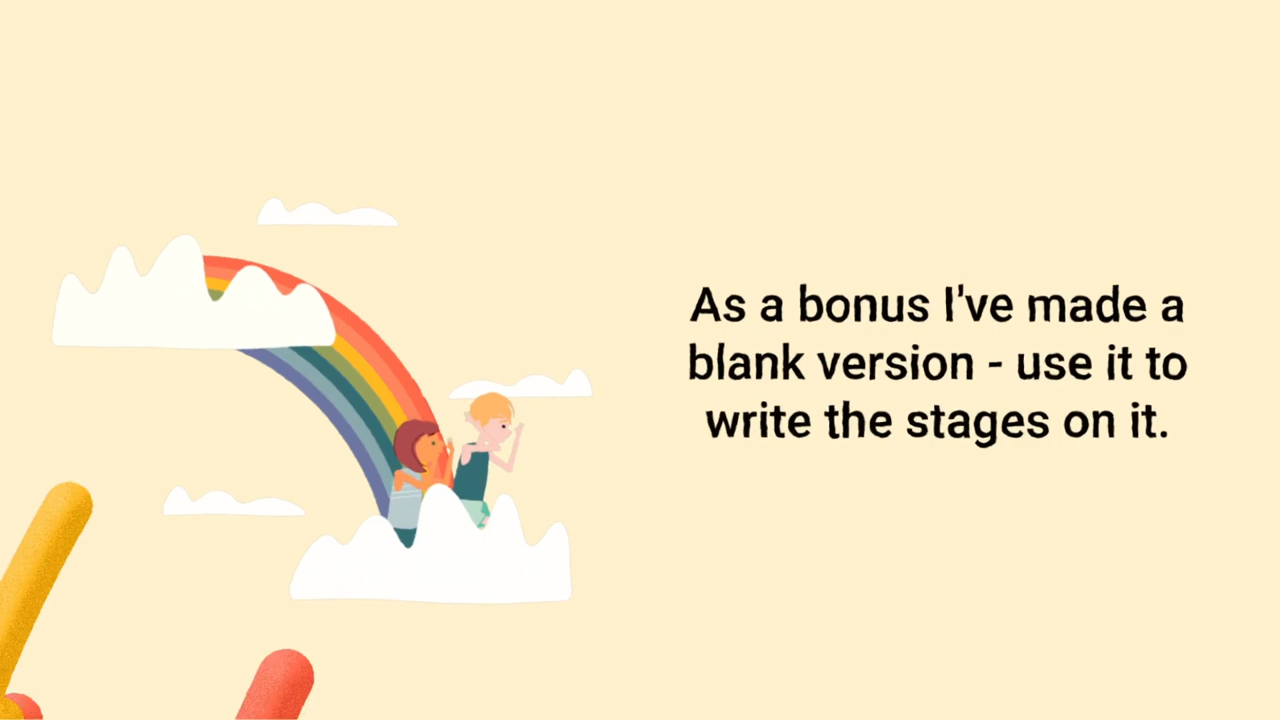 As a bonus I've made a
blank version - use it to
write the stages on it.